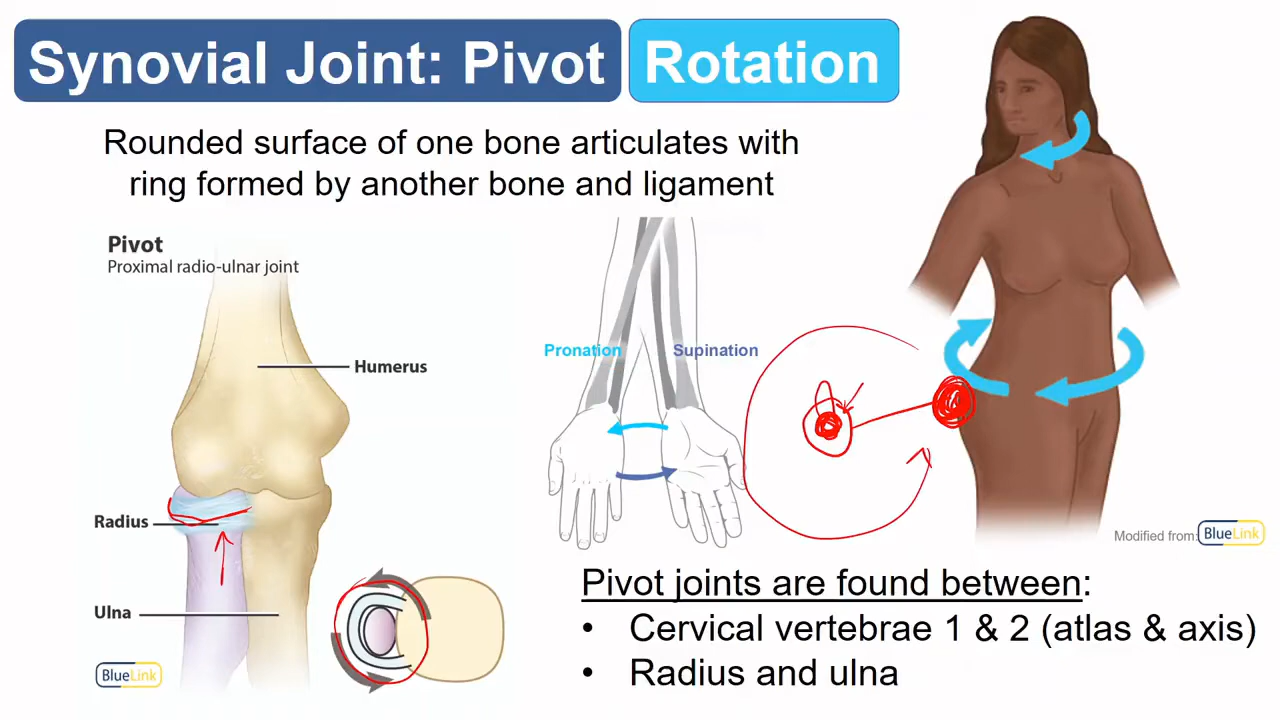 Synovial Joint: Pivot
Rotation
Rounded surface of one bone articulates with
ring formed by another bone and ligament
Pivot
Proximal radio-ulnar joint
Humerus
Radius
Ulna
BlueLink
Pronation
Supination
Modified from:
BlueLink
Pivot joints are found between:
• Cervical vertebrae 1 & 2 (atlas & axis)
• Radius and ulna